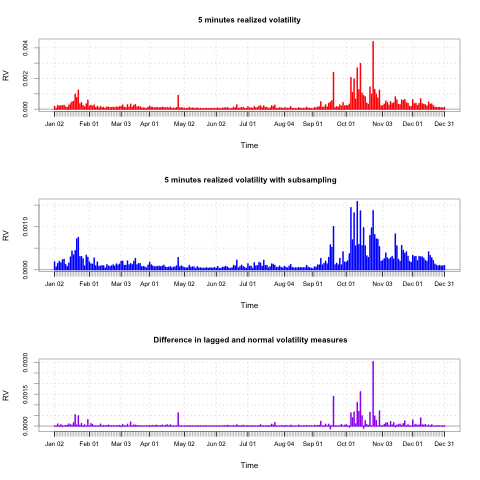 5 minutes realized volatility
RV
0.004
0.002
0.000
Jan 02 Feb 01 Mar 03 Apr 01 May 02 Jun 02 Jul 01 Aug 04 Sep 01 Oct 01 Nov 03 Dec 01 Dec 31
Time
5 minutes realized volatility with subsampling
RV
0.0010
0.0000
Jan 02 Feb 01 Mar 03 Apr 01 May 02 Jun 02 Jul 01 Aug 04 Sep 01 Oct 01 Nov 03 Dec 01 Dec 31
Time
Difference in lagged and normal volatility measures
RV
0.0030
0.0015
0.0000
Jan 02 Feb 01 Mar 03 Apr 01 May 02 Jun 02 Jul 01 Aug 04 Sep 01 Oct 01 Nov 03 Dec 01 Dec 31
Time